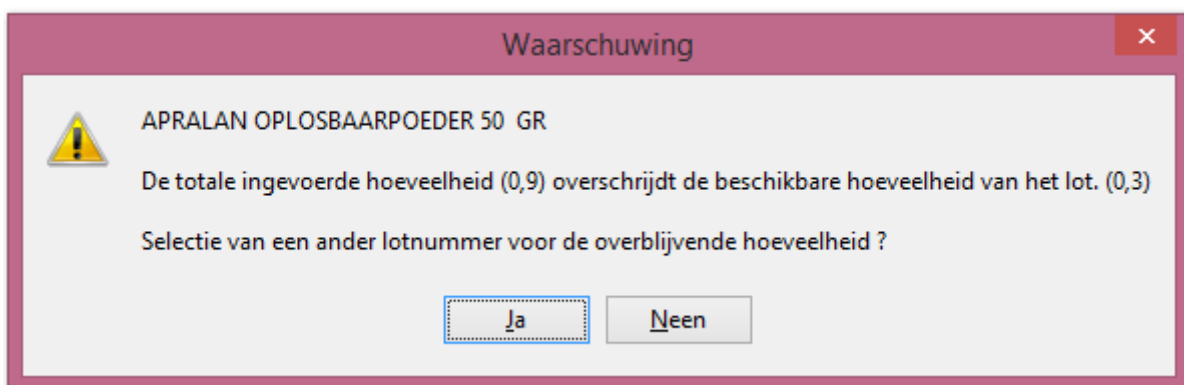 Waarschuwing
APRALAN OPLOSBAARPOEDER 50  GR
De totale ingevoerde hoeveelheid (0,9) overschrijdt de beschikbare hoeveelheid van het lot. (0,3)
Selectie van een ander lotnummer voor de overblijvende hoeveelheid ?
Ja
Neen